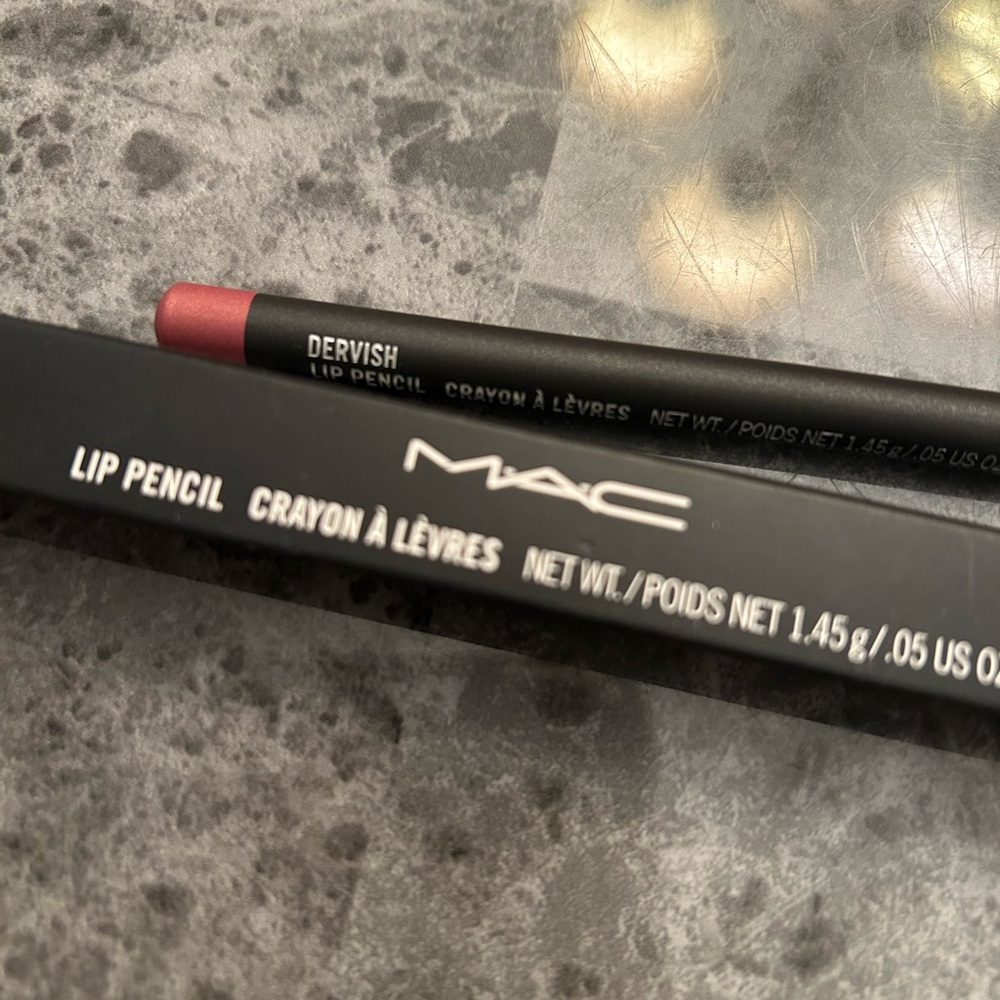 DERVISH
LIP PENCIL CRAYON À LÈVRES NET WT. / POIDS NET 1.45 g / .05 US
M·A·C
LIP PENCIL CRAYON À LÈVRES NET WT. / POIDS NET 1.45 g / .05 US